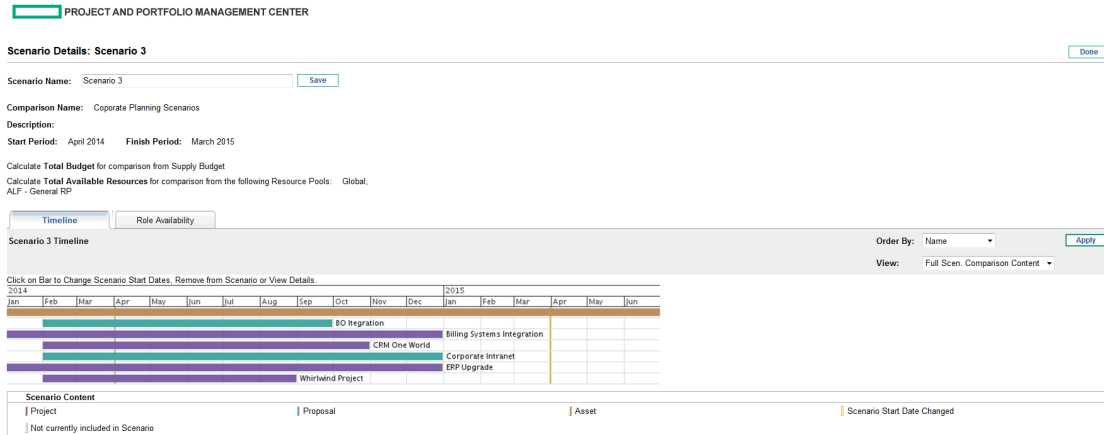 PROJECT AND PORTFOLIO MANAGEMENT CENTER
Scenario Details: Scenario 3
Done
Scenario Name: Scenario 3 Save
Comparison Name: Coporate Planning Scenarios
Description:
Start Period: April 2014 Finish Period: March 2015
Calculate Total Budget for comparison from Supply Budget
Calculate Total Available Resources for comparison from the following Resource Pools: Global;
ALF - General RP
Timeline Role Availability
Scenario 3 Timeline Order By: Name Apply
View: Full Scen. Comparison Content
Click on Bar to Change Scenario Start Dates, Remove from Scenario or View Details.
2014 2015
Jan Feb Mar Apr May Jun Jul Aug Sep Oct Nov Dec Jan Feb Mar Apr May Jun
BO Itegration
Billing Systems Integration
CRM One World
Corporate Intranet
ERP Upgrade
Whirlwind Project
Scenario Content
Project Proposal Asset Scenario Start Date Changed
Not currently included in Scenario